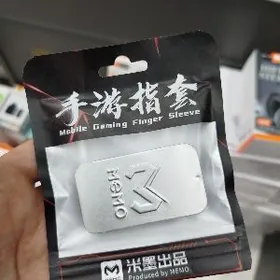 手游指套
Mobile Gaming Finger Sleeve
MEMO
米墨出品
Produced by MEMO